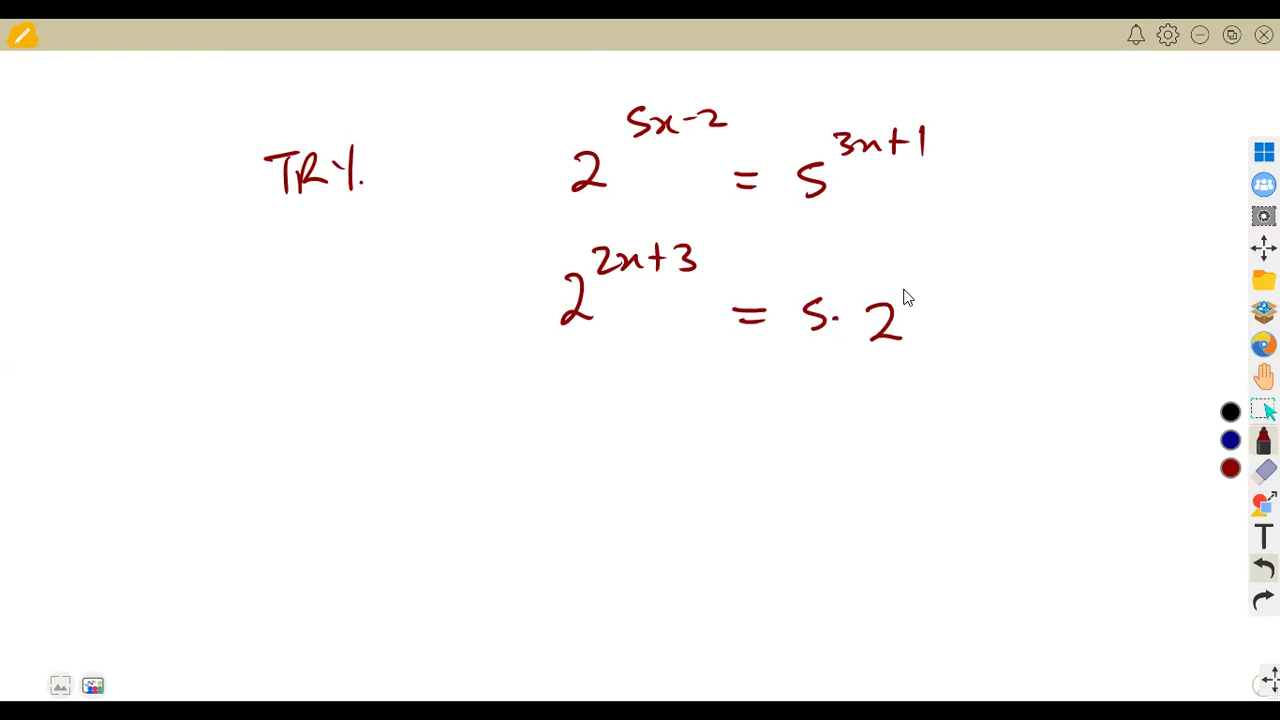 TRY. 2^{5x-2} = 5^{3x+1}
2^{2x+3} = 5. 2
T